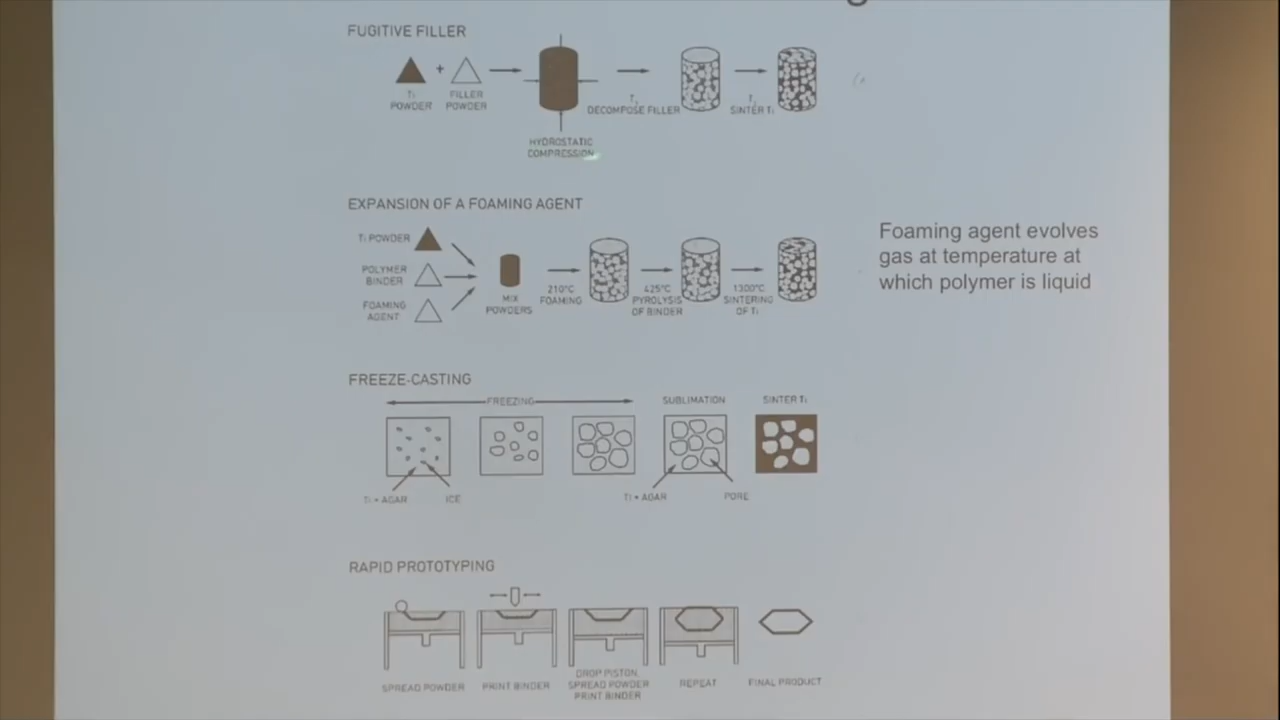 FUGITIVE FILLER
Ti
POWDER
+
FILLER
POWDER
HYDROSTATIC
COMPRESSION
DECOMPOSE FILLER
SINTER Ti
EXPANSION OF A FOAMING AGENT
Ti POWDER
POLYMER
BINDER
FOAMING
AGENT
MIX
POWDERS
210°C
FOAMING
425°C
PYROLYSIS
OF BINDER
1300°C
SINTERING
OF Ti
Foaming agent evolves
gas at temperature at
which polymer is liquid
FREEZE-CASTING
FREEZING
SUBLIMATION
SINTER Ti
Ti + AGAR
ICE
Ti + AGAR
PORE
RAPID PROTOTYPING
SPREAD POWDER
PRINT BINDER
DROP PISTON,
SPREAD POWDER
PRINT BINDER
REPEAT
FINAL PRODUCT